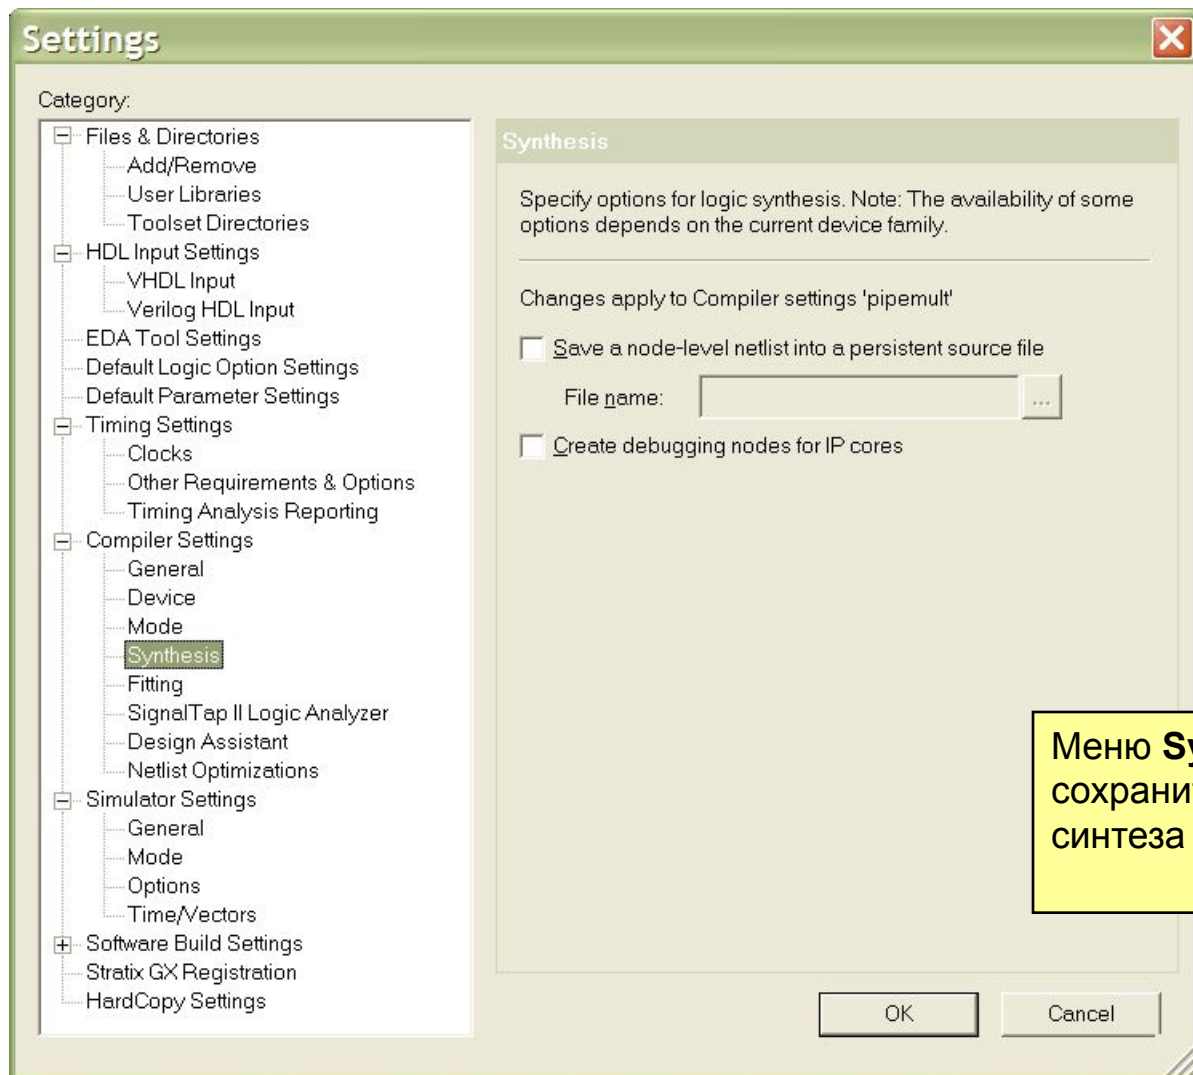 Settings
Category:
Files & Directories
Add/Remove
User Libraries
Toolset Directories
HDL Input Settings
VHDL Input
Verilog HDL Input
EDA Tool Settings
Default Logic Option Settings
Default Parameter Settings
Timing Settings
Clocks
Other Requirements & Options
Timing Analysis Reporting
Compiler Settings
General
Device
Mode
Synthesis
Fitting
SignalTap II Logic Analyzer
Design Assistant
Netlist Optimizations
Simulator Settings
General
Mode
Options
Time/Vectors
Software Build Settings
Stratix GX Registration
HardCopy Settings
Synthesis
Specify options for logic synthesis. Note: The availability of some
options depends on the current device family.
Changes apply to Compiler settings 'pipemult'
Save a node-level netlist into a persistent source file
File name:
...
Create debugging nodes for IP cores
Меню
синтеза
OK
Cancel